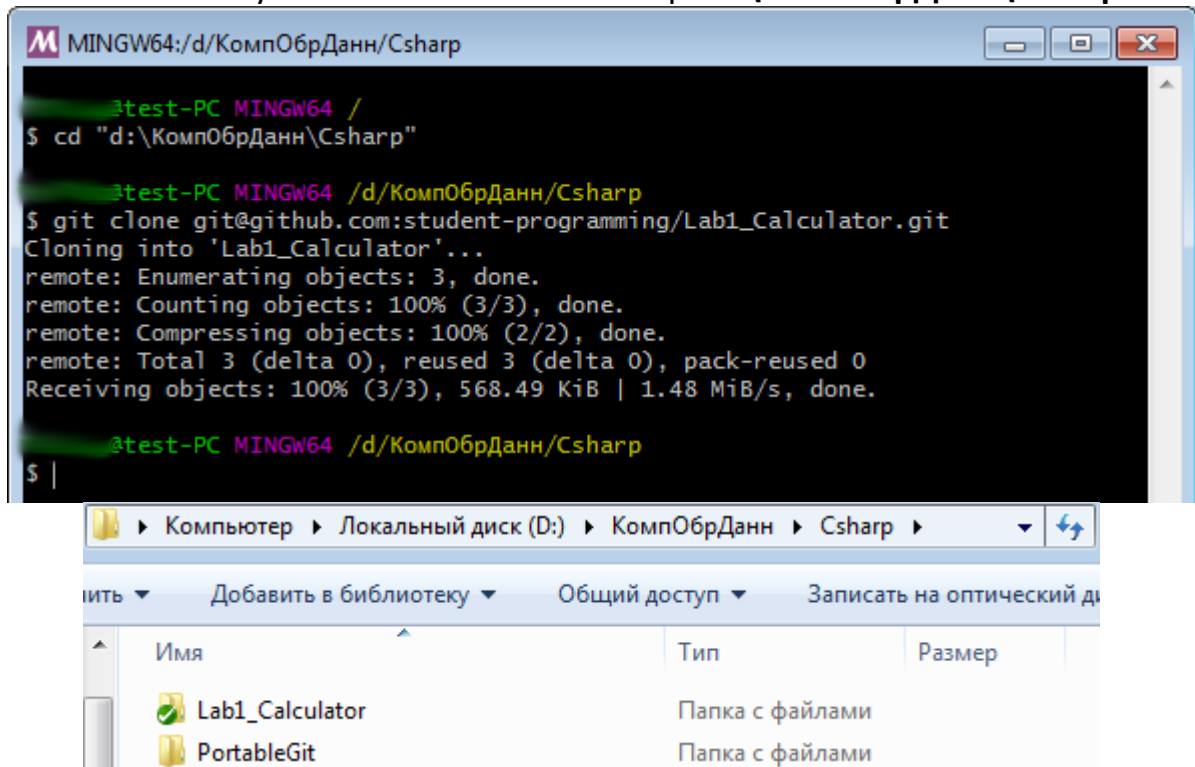 MINGW64:/d/КомпОбрДанн/Csharp
@test-PC MINGW64 /
$ cd "d:\КомпОбрДанн\Csharp"
@test-PC MINGW64 /d/КомпОбрДанн/Csharp
$ git clone git@github.com:student-programming/Lab1_Calculator.git
Cloning into 'Lab1_Calculator'...
remote: Enumerating objects: 3, done.
remote: Counting objects: 100% (3/3), done.
remote: Compressing objects: 100% (2/2), done.
remote: Total 3 (delta 0), reused 3 (delta 0), pack-reused 0
Receiving objects: 100% (3/3), 568.49 KiB | 1.48 MiB/s, done.
@test-PC MINGW64 /d/КомпОбрДанн/Csharp
$
Компьютер Локальный диск (D:) КомпОбрДанн Csharp
Добавить в библиотеку Общий доступ Записать на оптический
Имя Тип Размер
Lab1_Calculator Папка с файлами
PortableGit Папка с файлами